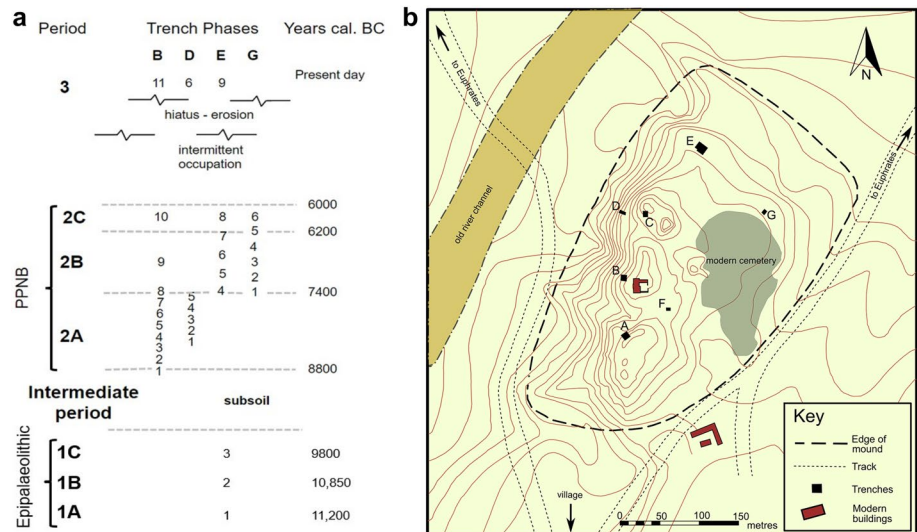 a
Period Trench Phases Years cal. BC
B D E G
3 11 6 9 Present day
hiatus - erosion
intermittent
occupation
6000
2C 10 8 6
7 5 6200
4
2B 9 6 3
5 2
8 5 4 1 7400
7 4
6 3
5 2
2A 4 1
3
2
1 8800
PPNB
Intermediate
period subsoil
1C 3 9800
1B 2 10,850
1A 1 11,200
Epipalaeolithic
b
to Euphrates
N
old river channel
to Euphrates
E
D
C
G
modern cemetery
B
F
A
village
0 50 100 150
metres
Key
Edge of
mound
Track
Trenches
Modern
buildings